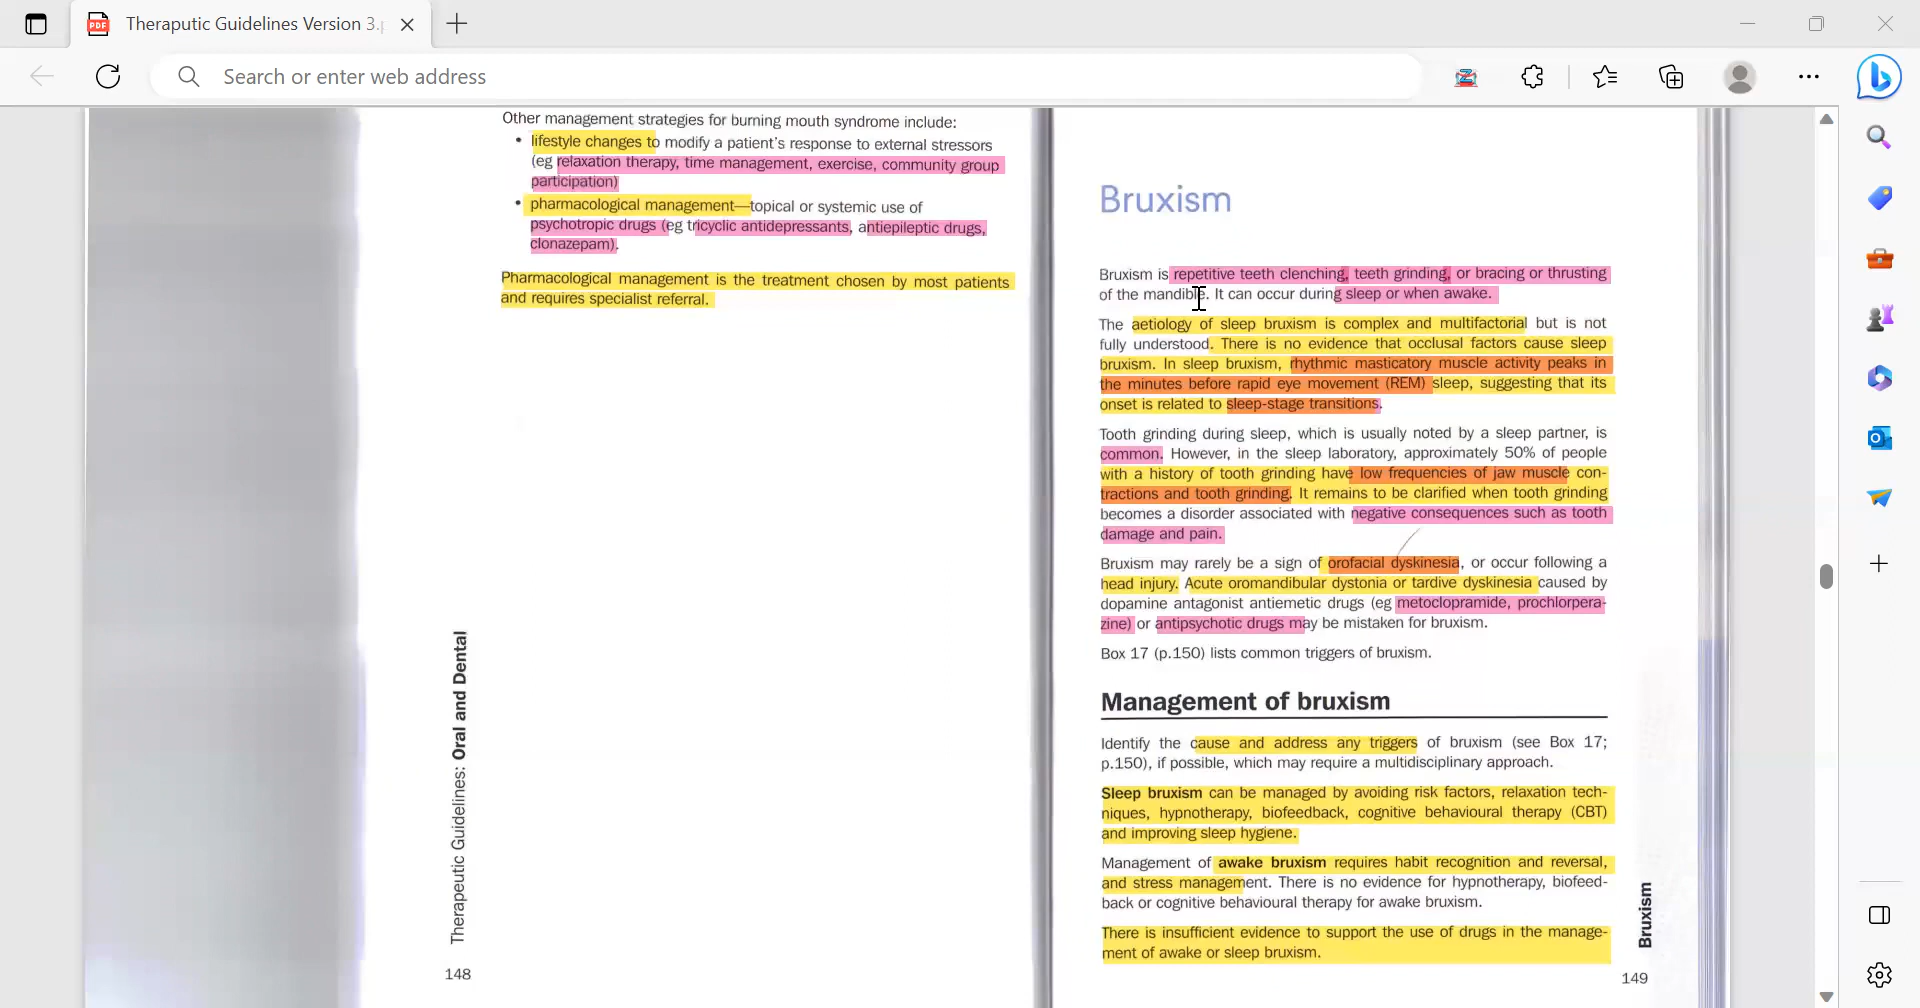 Theraputic Guidelines Version 3.p
Search or enter web address
Other management strategies for burning mouth syndrome include:
• lifestyle changes to modify a patient's response to external stressors
(eg relaxation therapy, time management, exercise, community group
participation)
• pharmacological management—topical or systemic use of
psychotropic drugs (eg tricyclic antidepressants, antiepileptic drugs,
clonazepam).
Pharmacological management is the treatment chosen by most patients
and requires specialist referral.
Therapeutic Guidelines: Oral and Dental
148
Bruxism
Bruxism is repetitive teeth clenching, teeth grinding, or bracing or thrusting
of the mandible. It can occur during sleep or when awake.
The aetiology of sleep bruxism is complex and multifactorial but is not
fully understood. There is no evidence that occlusal factors cause sleep
bruxism. In sleep bruxism, rhythmic masticatory muscle activity peaks in
the minutes before rapid eye movement (REM) sleep, suggesting that its
onset is related to sleep-stage transitions.
Tooth grinding during sleep, which is usually noted by a sleep partner, is
common. However, in the sleep laboratory, approximately 50% of people
with a history of tooth grinding have low frequencies of jaw muscle con-
tractions and tooth grinding. It remains to be clarified when tooth grinding
becomes a disorder associated with negative consequences such as tooth
damage and pain.
Bruxism may rarely be a sign of orofacial dyskinesia, or occur following a
head injury. Acute oromandibular dystonia or tardive dyskinesia caused by
dopamine antagonist antiemetic drugs (eg metoclopramide, prochlorpera-
zine) or antipsychotic drugs may be mistaken for bruxism.
Box 17 (p.150) lists common triggers of bruxism.
Management of bruxism
Identify the cause and address any triggers of bruxism (see Box 17;
p.150), if possible, which may require a multidisciplinary approach.
Sleep bruxism can be managed by avoiding risk factors, relaxation tech-
niques, hypnotherapy, biofeedback, cognitive behavioural therapy (CBT)
and improving sleep hygiene.
Management of awake bruxism requires habit recognition and reversal,
and stress management. There is no evidence for hypnotherapy, biofeed-
back or cognitive behavioural therapy for awake bruxism.
There is insufficient evidence to support the use of drugs in the manage-
ment of awake or sleep bruxism.
Bruxism
149